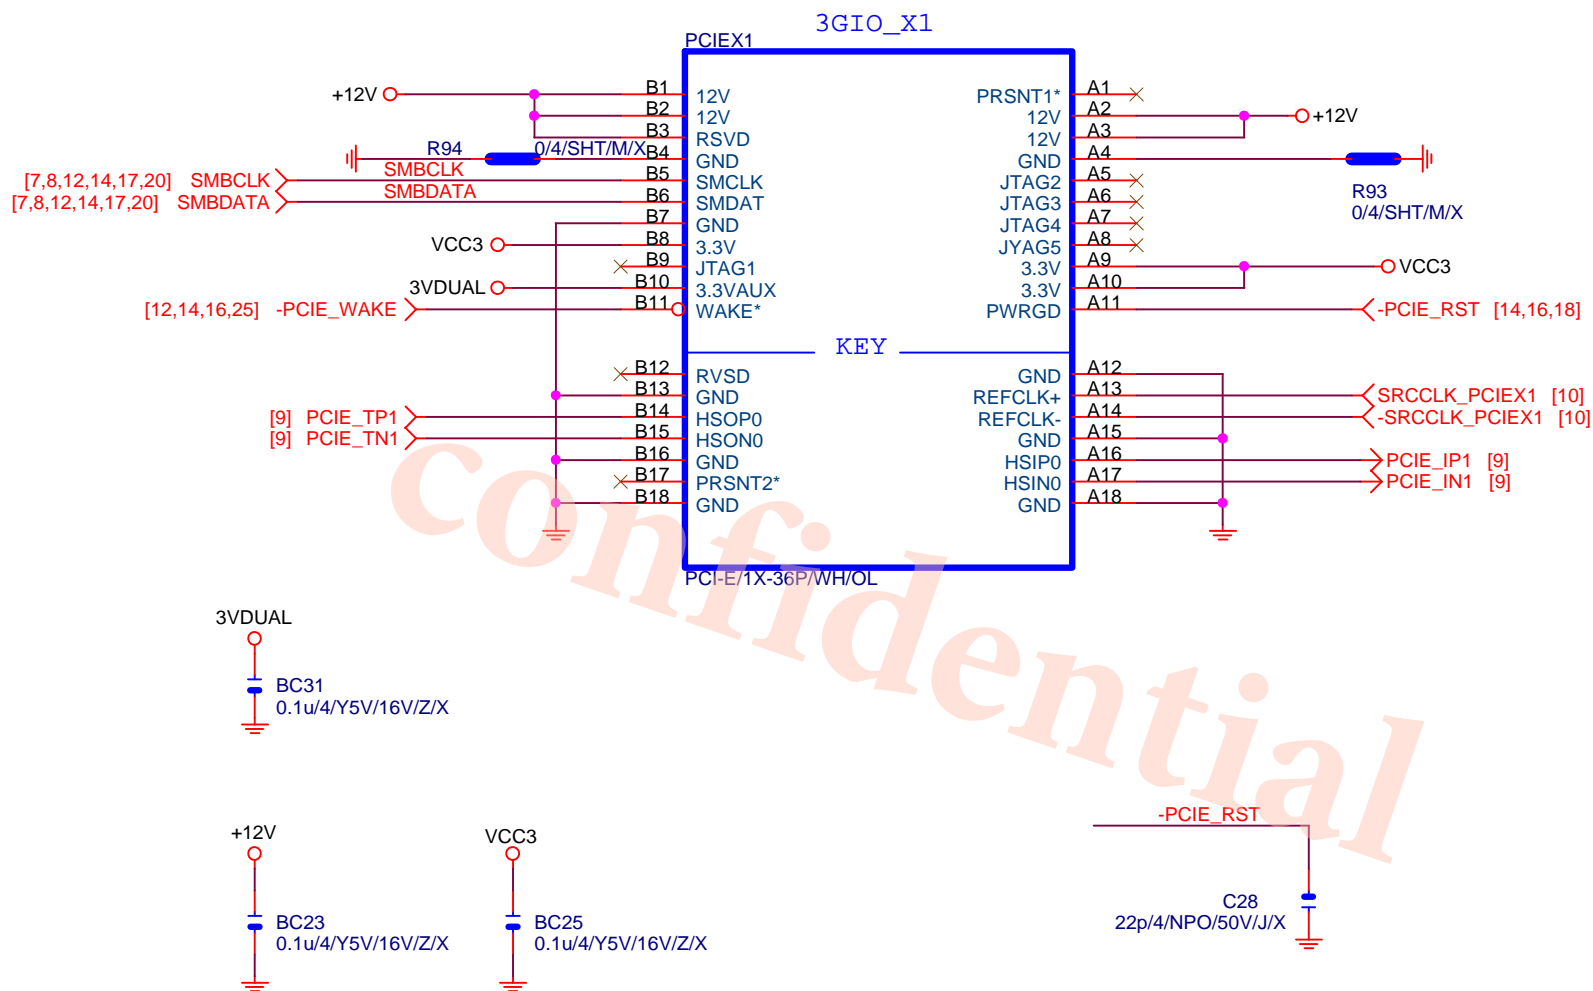 3GIO_X1
PCIEX1
+12V
B1 12V
B2 12V
B3 RSVD
R94 0/4/SHT/M/X
B4 GND
[7,8,12,14,17,20] SMBCLK SMBCLK B5 SMCLK
[7,8,12,14,17,20] SMBDATA SMBDATA B6 SMDAT
B7 GND
VCC3 B8 3.3V
B9 JTAG1
3VDUAL B10 3.3VAUX
[12,14,16,25] -PCIE_WAKE B11 WAKE*
PRSNT1* A1
12V A2 +12V
12V A3
GND A4
JTAG2 A5
JTAG3 A6
JTAG4 A7
JYAG5 A8
R93
0/4/SHT/M/X
3.3V A9 VCC3
3.3V A10
PWRGD A11 -PCIE_RST [14,16,18]
KEY
B12 RVSD
B13 GND
[9] PCIE_TP1 B14 HSOP0
[9] PCIE_TN1 B15 HSON0
B16 GND
B17 PRSNT2*
B18 GND
GND A12
REFCLK+ A13 SRCCLK_PCIEX1 [10]
REFCLK- A14 -SRCCLK_PCIEX1 [10]
GND A15
HSIP0 A16 PCIE_IP1 [9]
HSIN0 A17 PCIE_IN1 [9]
GND A18
PCI-E/1X-36P/WH/OL
confidential
3VDUAL
BC31
0.1u/4/Y5V/16V/Z/X
+12V
BC23
0.1u/4/Y5V/16V/Z/X
VCC3
BC25
0.1u/4/Y5V/16V/Z/X
-PCIE_RST
C28
22p/4/NPO/50V/J/X